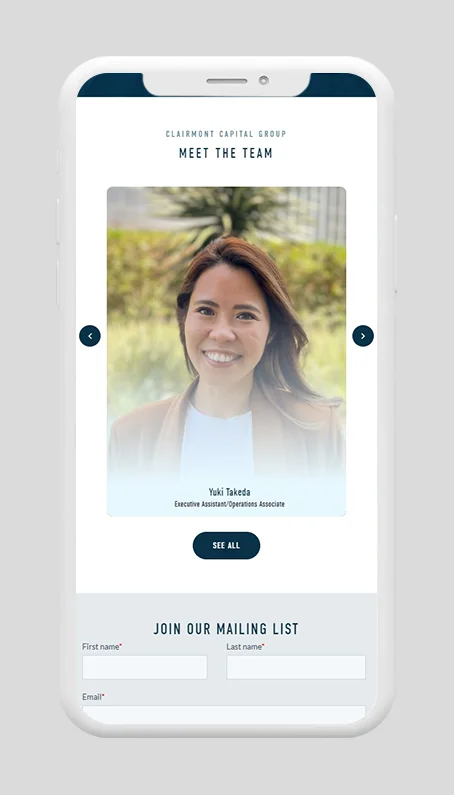 CLAIRMONT CAPITAL GROUP
MEET THE TEAM
Yuki Takeda
Executive Assistant/Operations Associate
SEE ALL
JOIN OUR MAILING LIST
First name*
Last name*
Email*